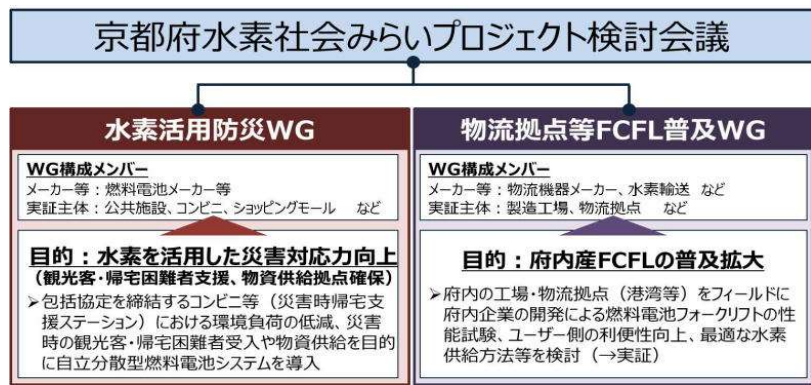 京都府水素社会みらいプロジェクト検討会議
水素活用防災WG
WG構成メンバー
メーカー等：燃料電池メーカー等
実証主体：公共施設、コンビニ、ショッピングモール など
目的：水素を活用した災害対応力向上
（観光客・帰宅困難者支援、物資供給拠点確保）
➢包括協定を締結するコンビニ等（災害時帰宅支
援ステーション）における環境負荷の低減、災害
時の観光客・帰宅困難者受入や物資供給を目的
に自立分散型燃料電池システムを導入
物流拠点等FCFL普及WG
WG構成メンバー
メーカー等：物流機器メーカー、水素輸送 など
実証主体：製造工場、物流拠点 など
目的：府内産FCFLの普及拡大
➢府内の工場・物流拠点（港湾等）をフィールドに
府内企業の開発による燃料電池フォークリフトの性
能試験、ユーザー側の利便性向上、最適な水素
供給方法等を検討（→実証）